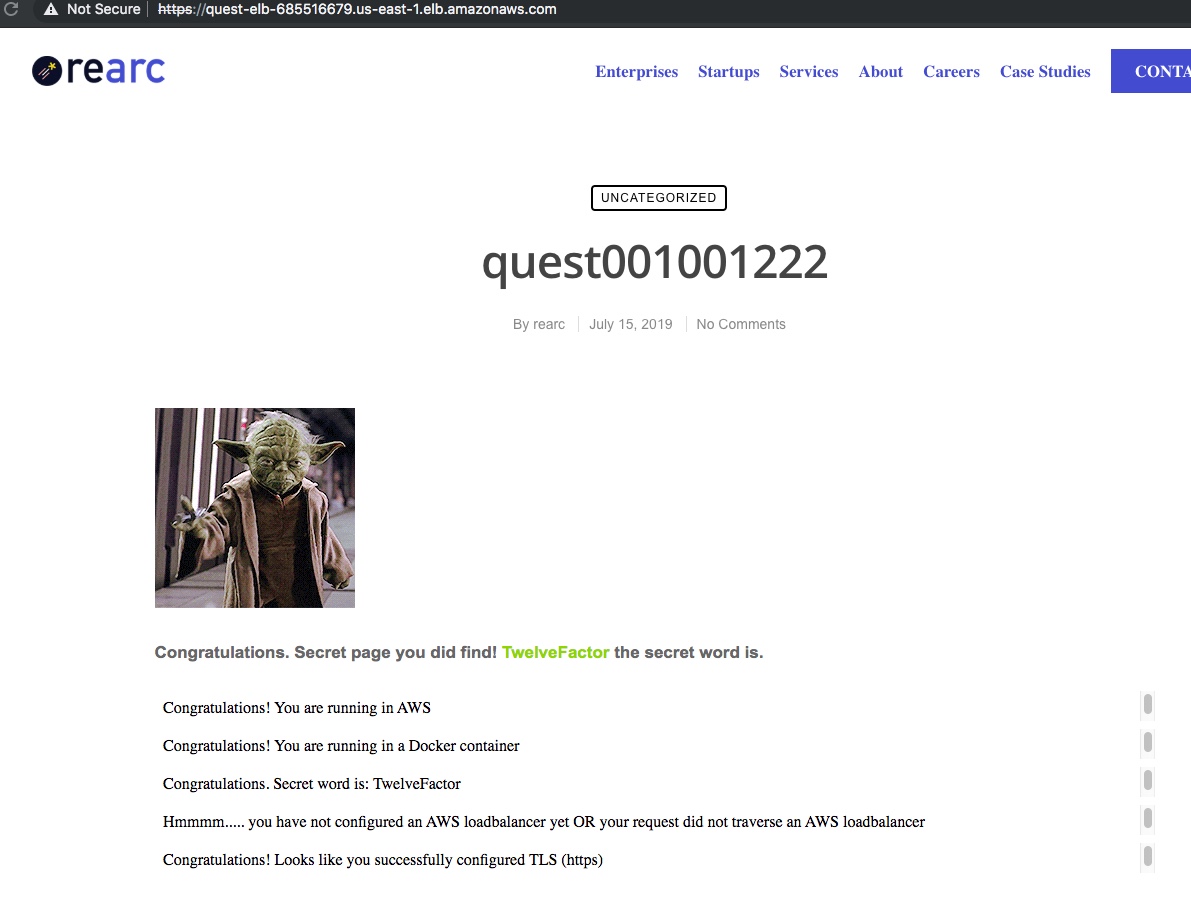 Not Secure https://quest-elb-685516679.us-east-1.elb.amazonaws.com
rearc Enterprises Startups Services About Careers Case Studies CONTA
UNCATEGORIZED
quest001001222
By rearc July 15, 2019 No Comments
Congratulations. Secret page you did find! TwelveFactor the secret word is.
Congratulations! You are running in AWS
Congratulations! You are running in a Docker container
Congratulations. Secret word is: TwelveFactor
Hmmmm..... you have not configured an AWS loadbalancer yet OR your request did not traverse an AWS loadbalancer
Congratulations! Looks like you successfully configured TLS (https)